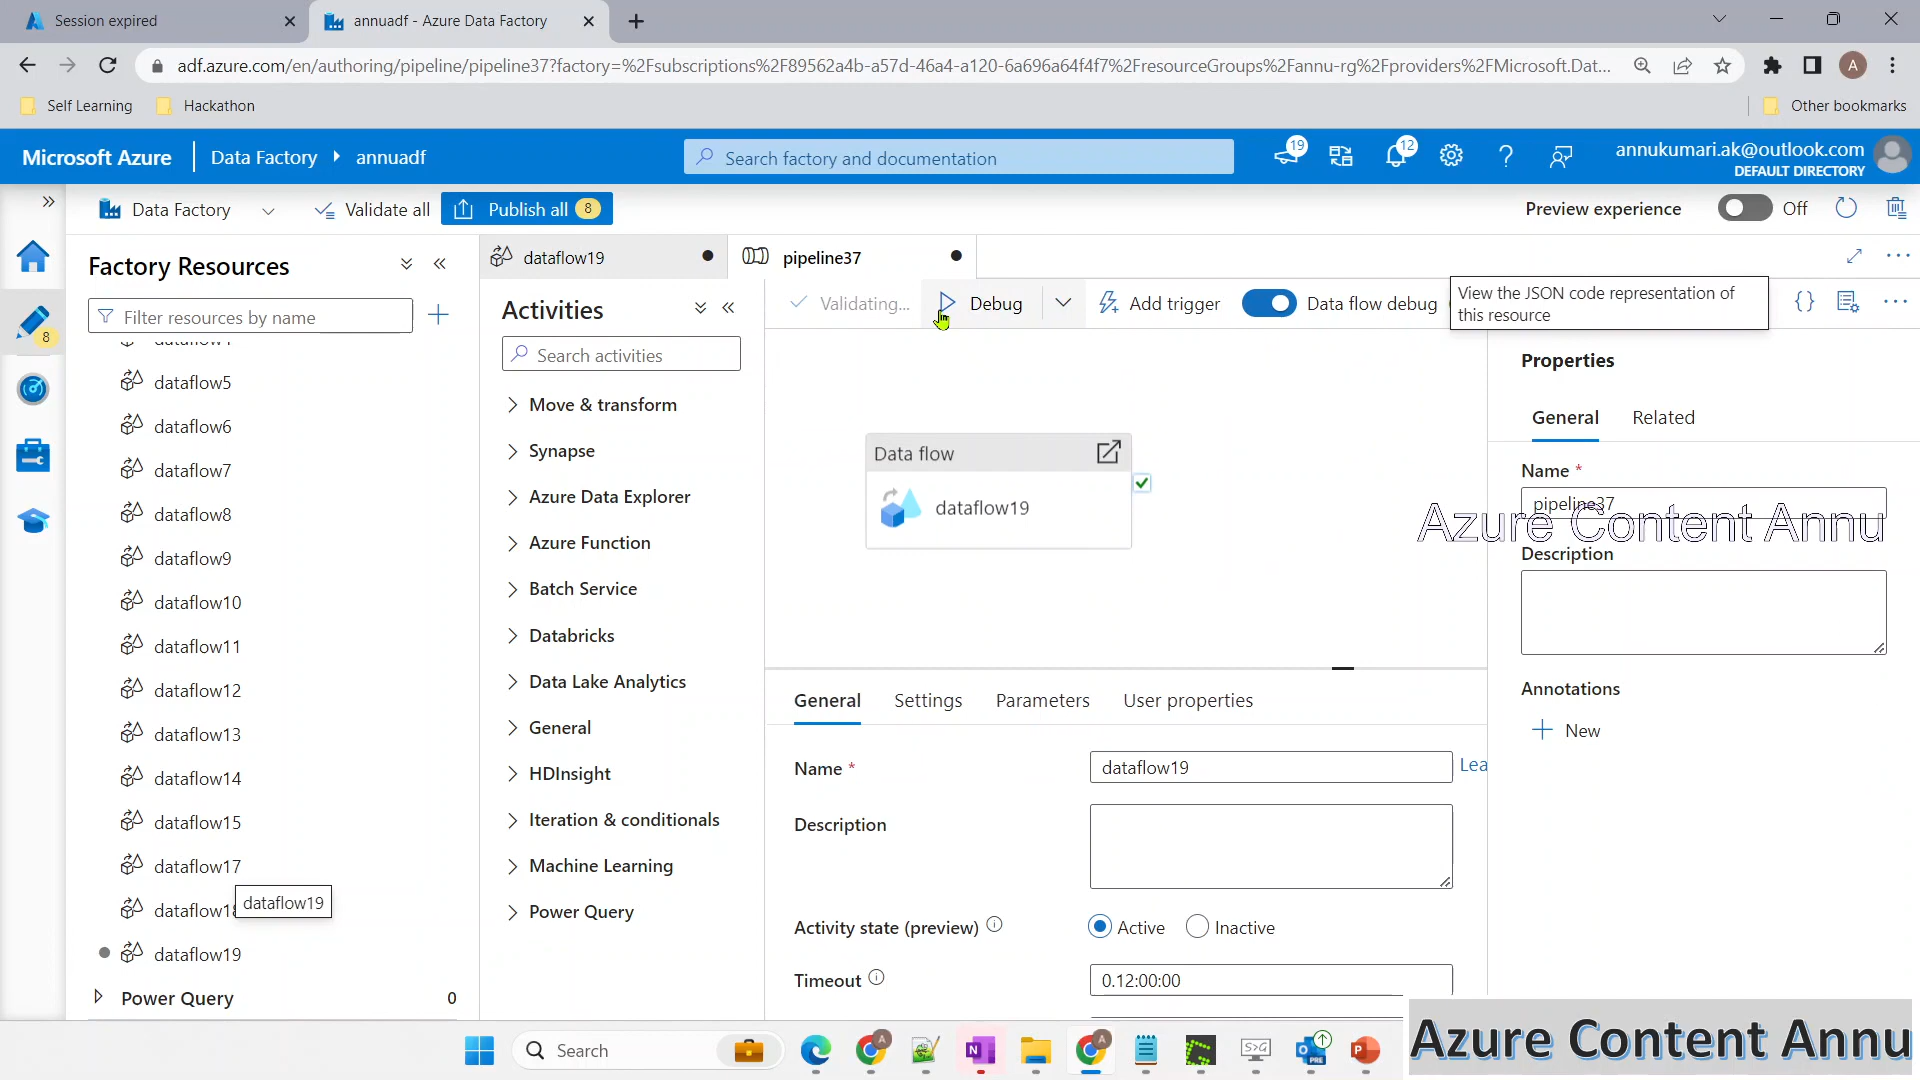 Session expired
annuadf - Azure Data Factory
adf.azure.com/en/authoring/pipeline/pipeline37?factory=%2Fsubscriptions%2F89562a4b-a57d-46a4-a120-6a696a64f4f7%2FresourceGroups%2Fannu-rg%2Fproviders%2FMicrosoft.Dat...
A
Self Learning
Hackathon
Other bookmarks
Microsoft Azure
Data Factory
annuadf
Search factory and documentation
19
12
annukumari.ak@outlook.com
DEFAULT DIRECTORY
Data Factory
Validate all
Publish all 8
Preview experience
Off
8
Factory Resources
Filter resources by name
dataflow5
dataflow6
dataflow7
dataflow8
dataflow9
dataflow10
dataflow11
dataflow12
dataflow13
dataflow14
dataflow15
dataflow17
dataflow18
dataflow19
dataflow19
Power Query
0
dataflow19
pipeline37
Activities
Search activities
Move & transform
Synapse
Azure Data Explorer
Azure Function
Batch Service
Databricks
Data Lake Analytics
General
HDInsight
Iteration & conditionals
Machine Learning
Power Query
Validating...
Debug
Add trigger
Data flow debug
View the JSON code representation of
this resource
Data flow
dataflow19
General
Settings
Parameters
User properties
Name *
dataflow19
Lea
Description
Activity state (preview)
Active
Inactive
Timeout
0.12:00:00
Properties
General
Related
Name *
pipeline37
Azure Content Annu
Description
Annotations
New
Search
Azure Content Annu